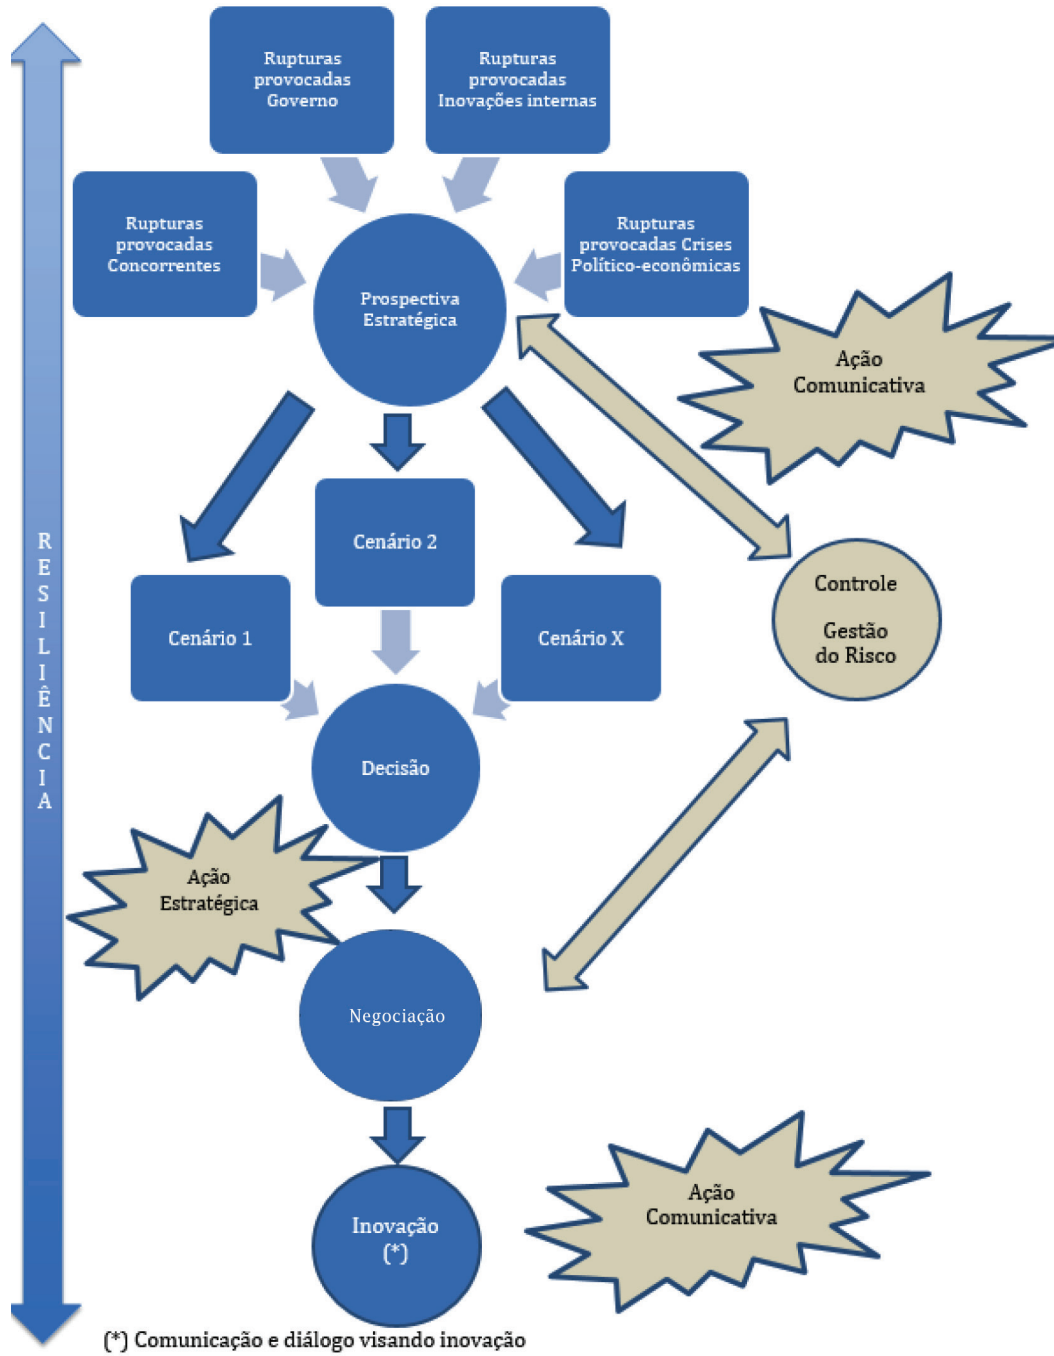 Rupturas
provocadas
Governo
Rupturas
provocadas
Inovações internas
Rupturas
provocadas
Concorrentes
Rupturas
provocadas Crises
Político-econômicas
Prospectiva
Estratégica
Ação
Comunicativa
Cenário 2
Cenário 1
Cenário X
Controle
Gestão
do Risco
R
E
S
I
L
I
Ê
N
C
I
A
Decisão
Ação
Estratégica
Negociação
Ação
Comunicativa
Inovação
(*)
(*) Comunicação e diálogo visando inovação